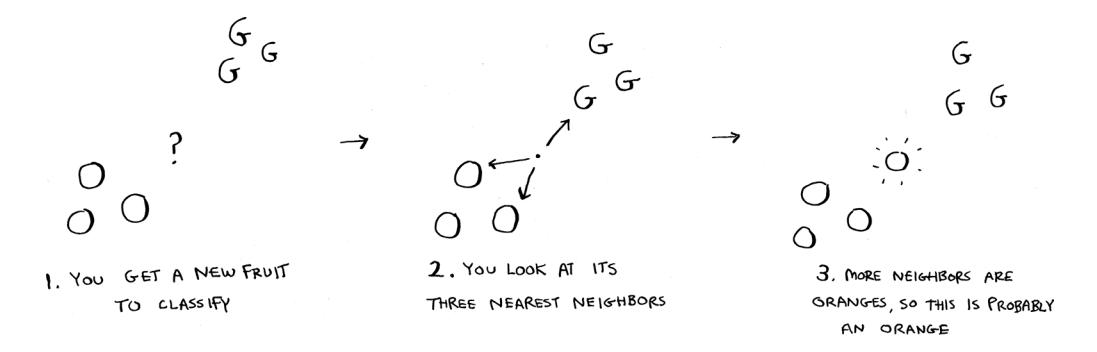 G
G
G
?
O
O
O
1. YOU GET A NEW FRUIT
TO CLASSIFY
→
G
G
G
O
O
O
2. YOU LOOK AT ITS
THREE NEAREST NEIGHBORS
→
G
G
G
O
O
O
O
3. MORE NEIGHBORS ARE
ORANGES, SO THIS IS PROBABLY
AN ORANGE